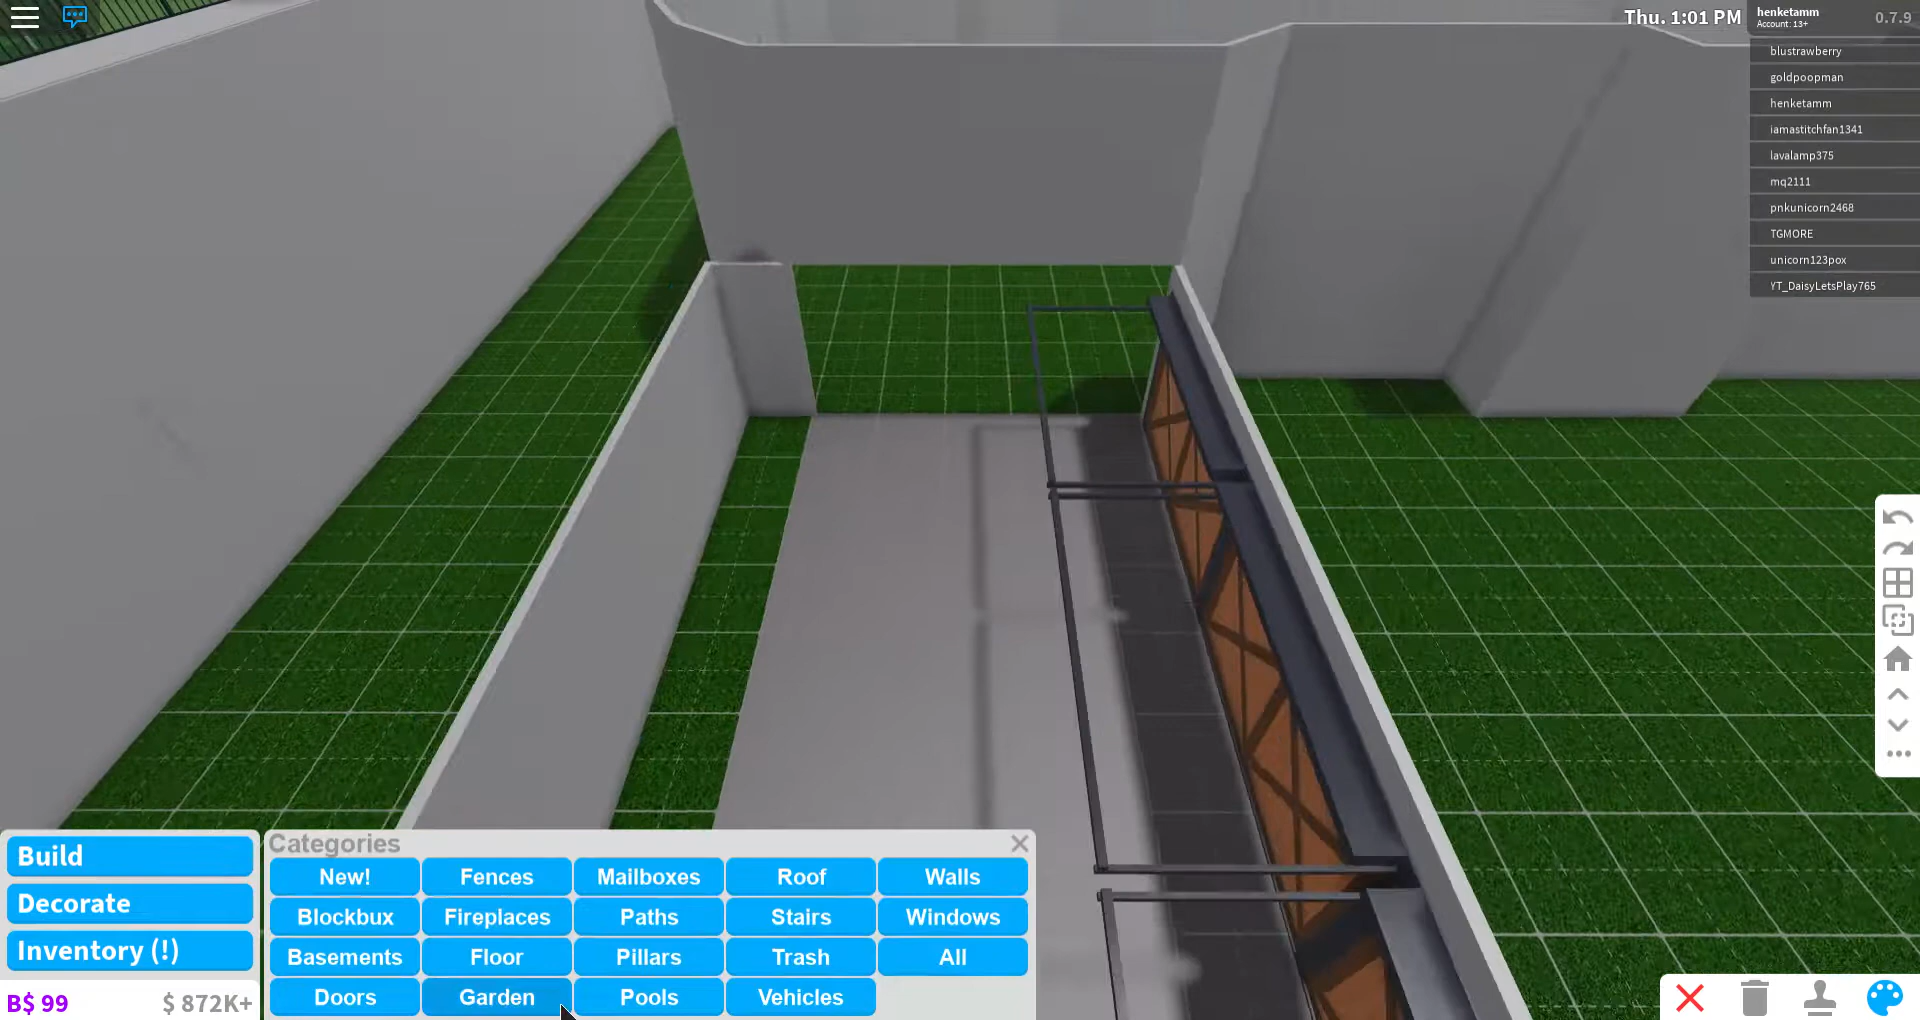 Thu. 1:01 PM
henketamm
Account: 13+
0.7.9
blustrawberry
goldpoopman
henketamm
iamastitchfan1341
lavalamp375
mq2111
pnkunicorn2468
TGMORE
unicorn123pox
YT_DaisyLetsPlay765
Build
Decorate
Inventory (!)
B$ 99
$ 872K+
Categories
New! Fences Mailboxes Roof Walls
Blockbux Fireplaces Paths Stairs Windows
Basements Floor Pillars Trash All
Doors Garden Pools Vehicles